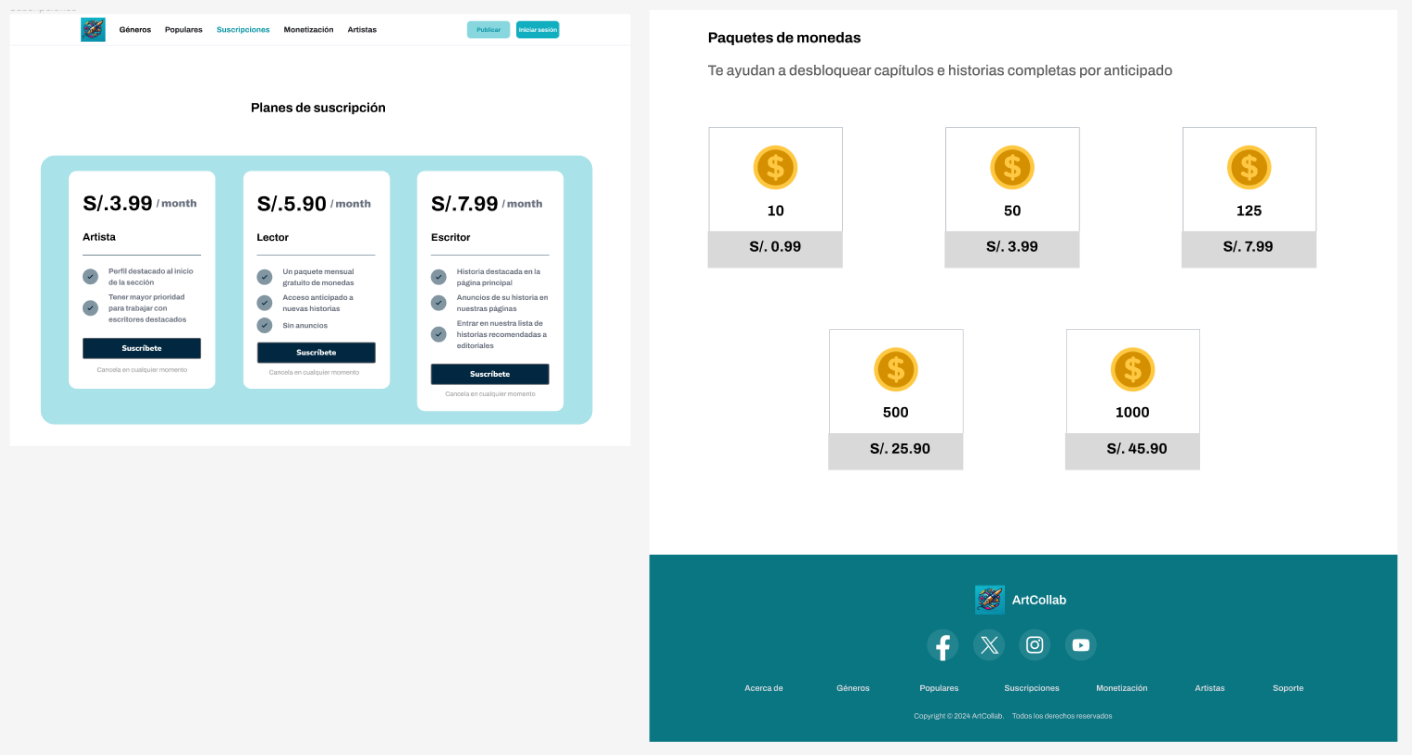 Suscripciones
Géneros Populares Suscripciones Monetización Artistas Publicar Iniciar sesión
Planes de suscripción
S/.3.99 / month
Artista
Perfil destacado al inicio
de la sección
Tener mayor prioridad
para trabajar con
escritores destacados
Suscríbete
Cancela en cualquier momento
S/.5.90 / month
Lector
Un paquete mensual
gratuito de monedas
Acceso anticipado a
nuevas historias
Sin anuncios
Suscríbete
Cancela en cualquier momento
S/.7.99 / month
Escritor
Historia destacada en la
página principal
Anuncios de su historia en
nuestras páginas
Entrar en nuestra lista de
historias recomendadas a
editoriales
Suscríbete
Cancela en cualquier momento
Paquetes de monedas
Te ayudan a desbloquear capítulos e historias completas por anticipado
10
S/. 0.99
50
S/. 3.99
125
S/. 7.99
500
S/. 25.90
1000
S/. 45.90
ArtCollab
Acerca de Géneros Populares Suscripciones Monetización Artistas Soporte
Copyright © 2024 ArtCollab. Todos los derechos reservados